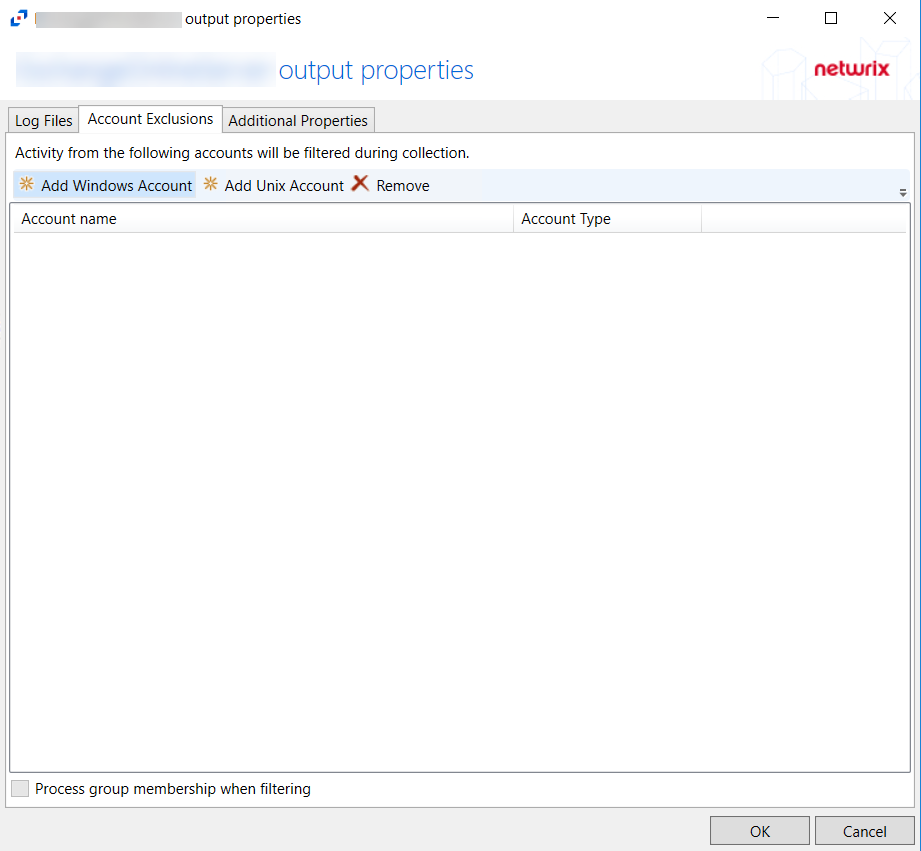 output properties
output properties
netwrix
Log Files Account Exclusions Additional Properties
Activity from the following accounts will be filtered during collection.
Add Windows Account Add Unix Account Remove
Account name Account Type
Process group membership when filtering
OK Cancel